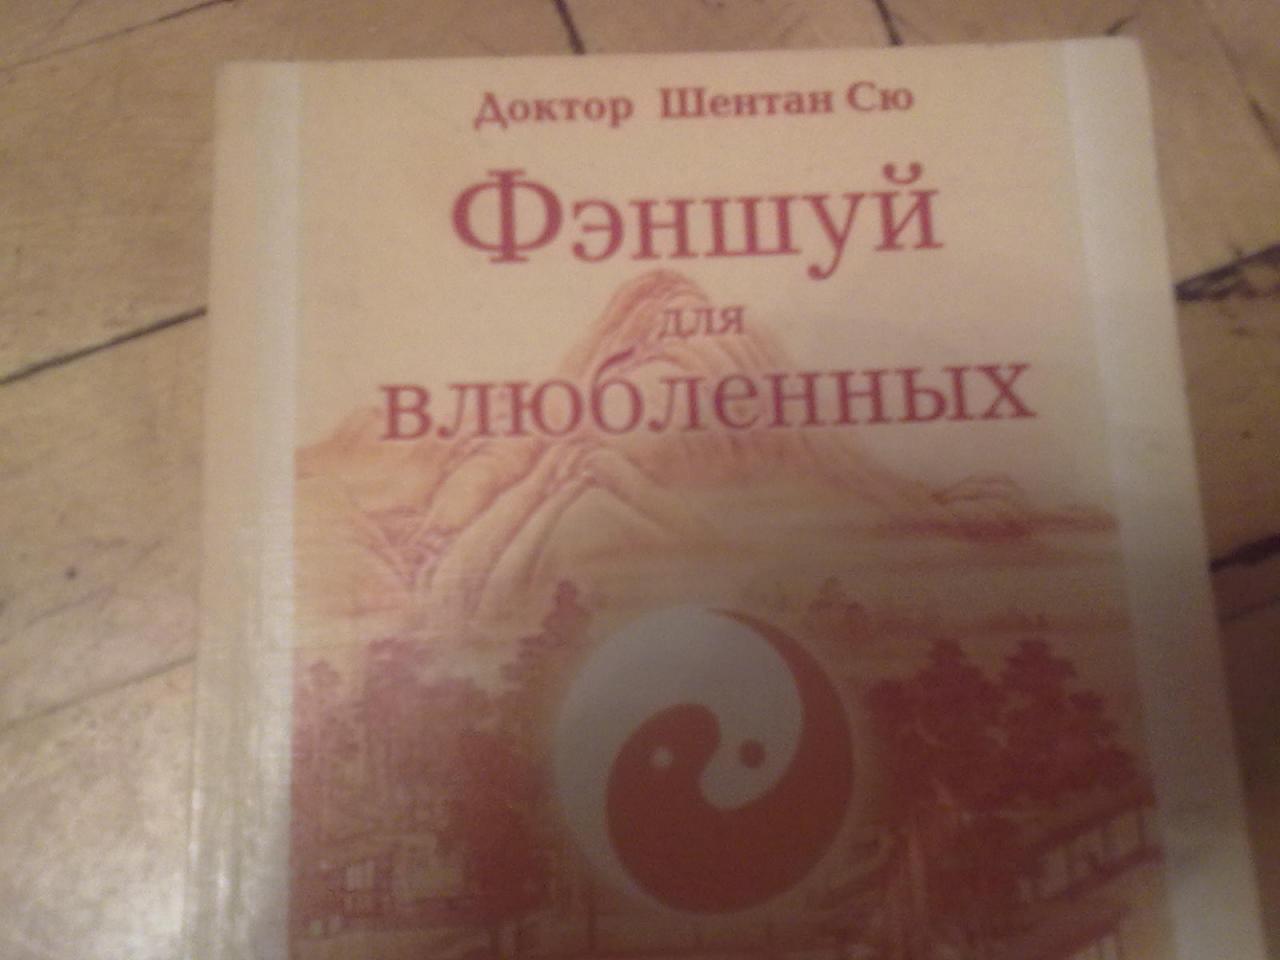 Доктор Шентан Сю
Фэншуй
для
влюбленных